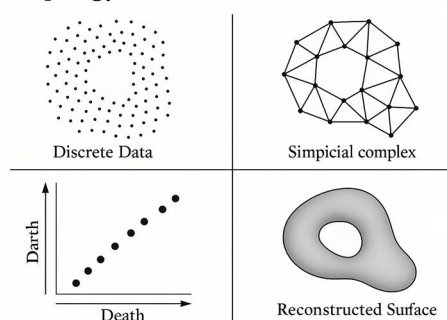 Discrete Data
Simpicial complex
Darth
Death
Reconstructed Surface